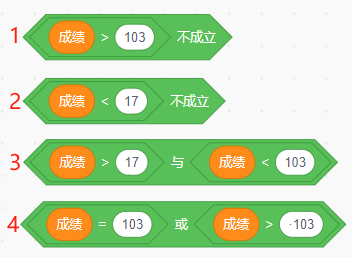 1 成绩 > 103 不成立
2 成绩 < 17 不成立
3 成绩 > 17 与 成绩 < 103
4 成绩 = 103 或 成绩 > ·103